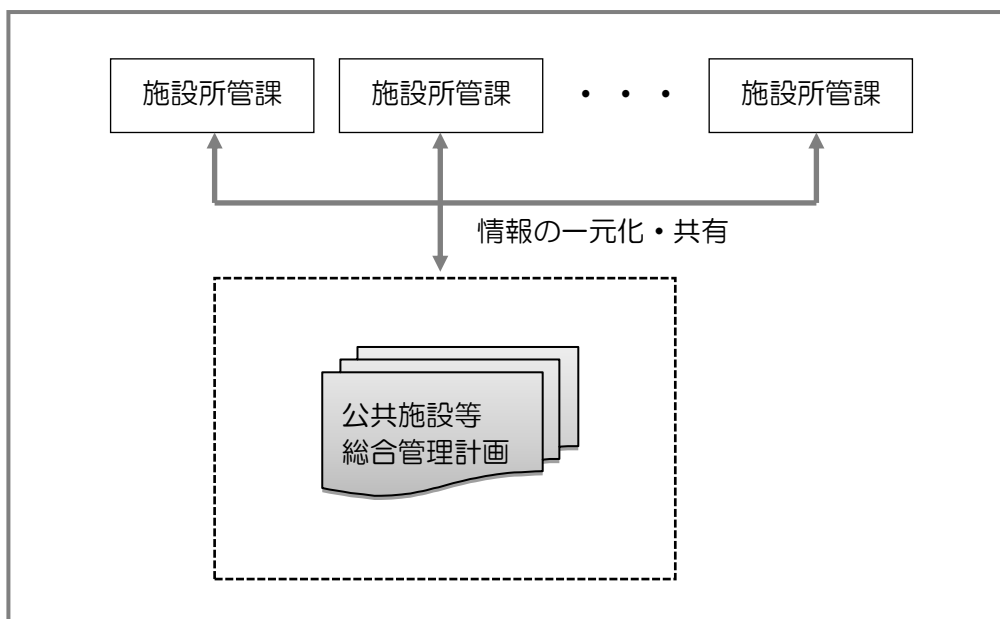 施設所管課
施設所管課
・・・
施設所管課
情報の一元化・共有
公共施設等
総合管理計画